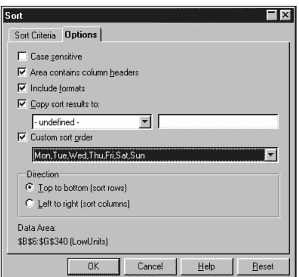 Sort
Sort Criteria Options
Case sensitive
Area contains column headers
Include formats
Copy sort results to:
- undefined -
Custom sort order
Mon,Tue,Wed,Thu,Fri,Sat,Sun
Direction
Top to bottom (sort rows)
Left to right (sort columns)
Data Area:
$B$6:$G$340 (LowUnits)
OK Cancel Help Reset